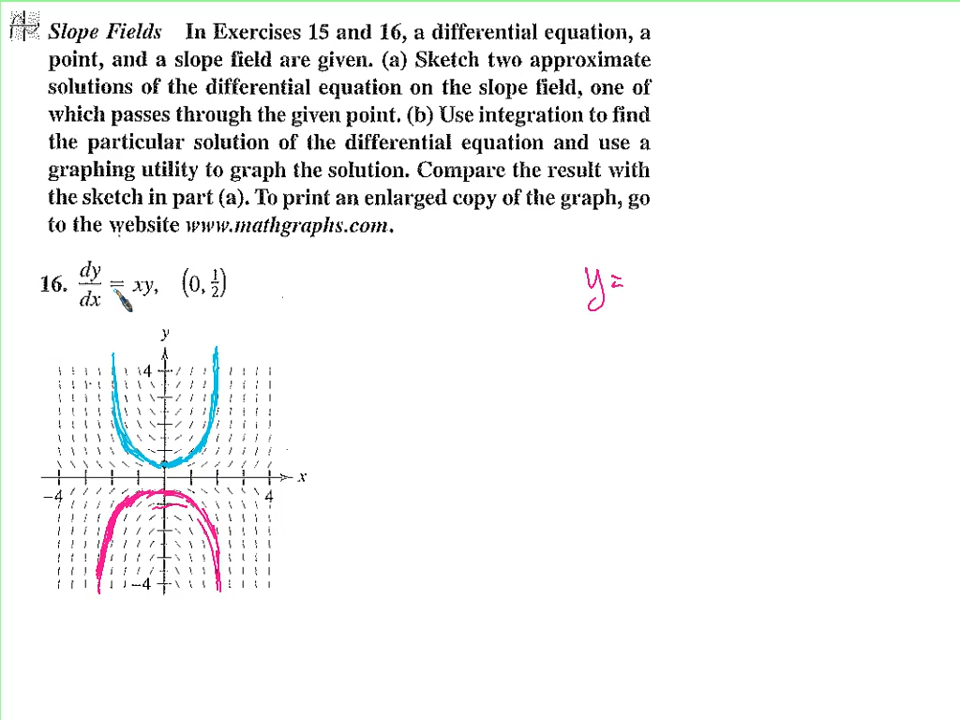 Slope Fields In Exercises 15 and 16, a differential equation, a
point, and a slope field are given. (a) Sketch two approximate
solutions of the differential equation on the slope field, one of
which passes through the given point. (b) Use integration to find
the particular solution of the differential equation and use a
graphing utility to graph the solution. Compare the result with
the sketch in part (a). To print an enlarged copy of the graph, go
to the website www.mathgraphs.com.
16. dy/dx = xy, (0, 1/2)
y=
y
4
x
−4 4
−4